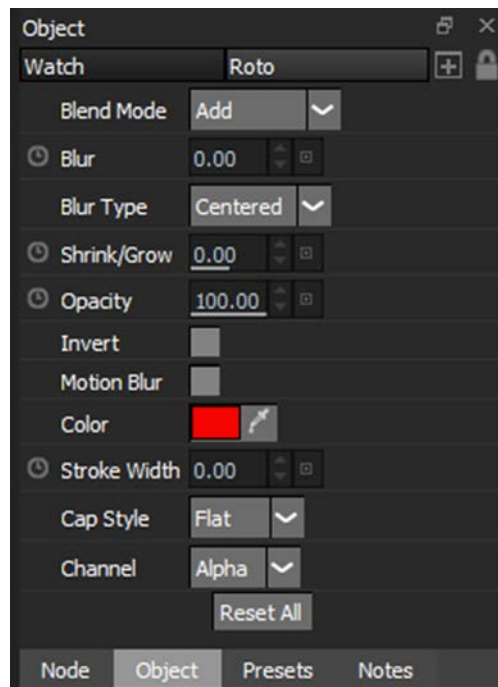 Object
Watch Roto
Blend Mode Add
Blur 0.00
Blur Type Centered
Shrink/Grow 0.00
Opacity 100.00
Invert
Motion Blur
Color
Stroke Width 0.00
Cap Style Flat
Channel Alpha
Reset All
Node Object Presets Notes